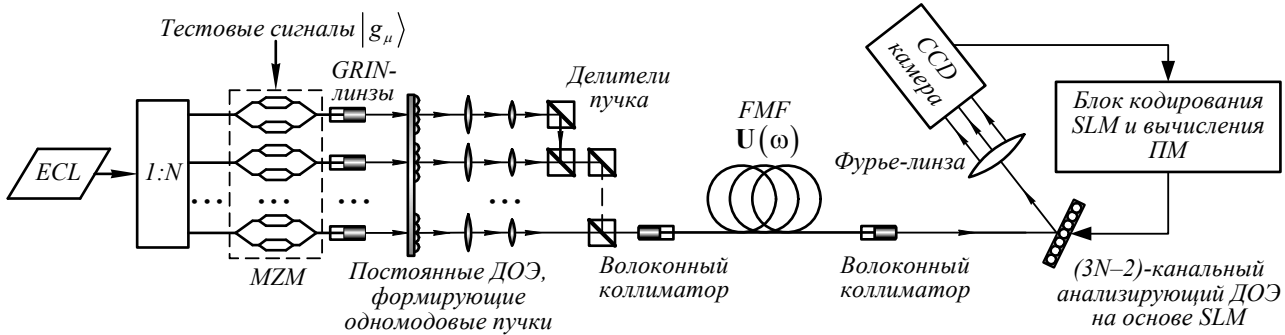 Тестовые сигналы |g_μ⟩
GRIN-
линзы
Делители
пучка
FMF
U(ω)
CCD
камера
Блок кодирования
SLM и вычисления
ПМ
Фурье-линза
ECL
1:N
...
...
...
...
MZM
Постоянные ДОЭ,
формирующие
одномодовые пучки
Волоконный
коллиматор
Волоконный
коллиматор
(3N–2)-канальный
анализирующий ДОЭ
на основе SLM